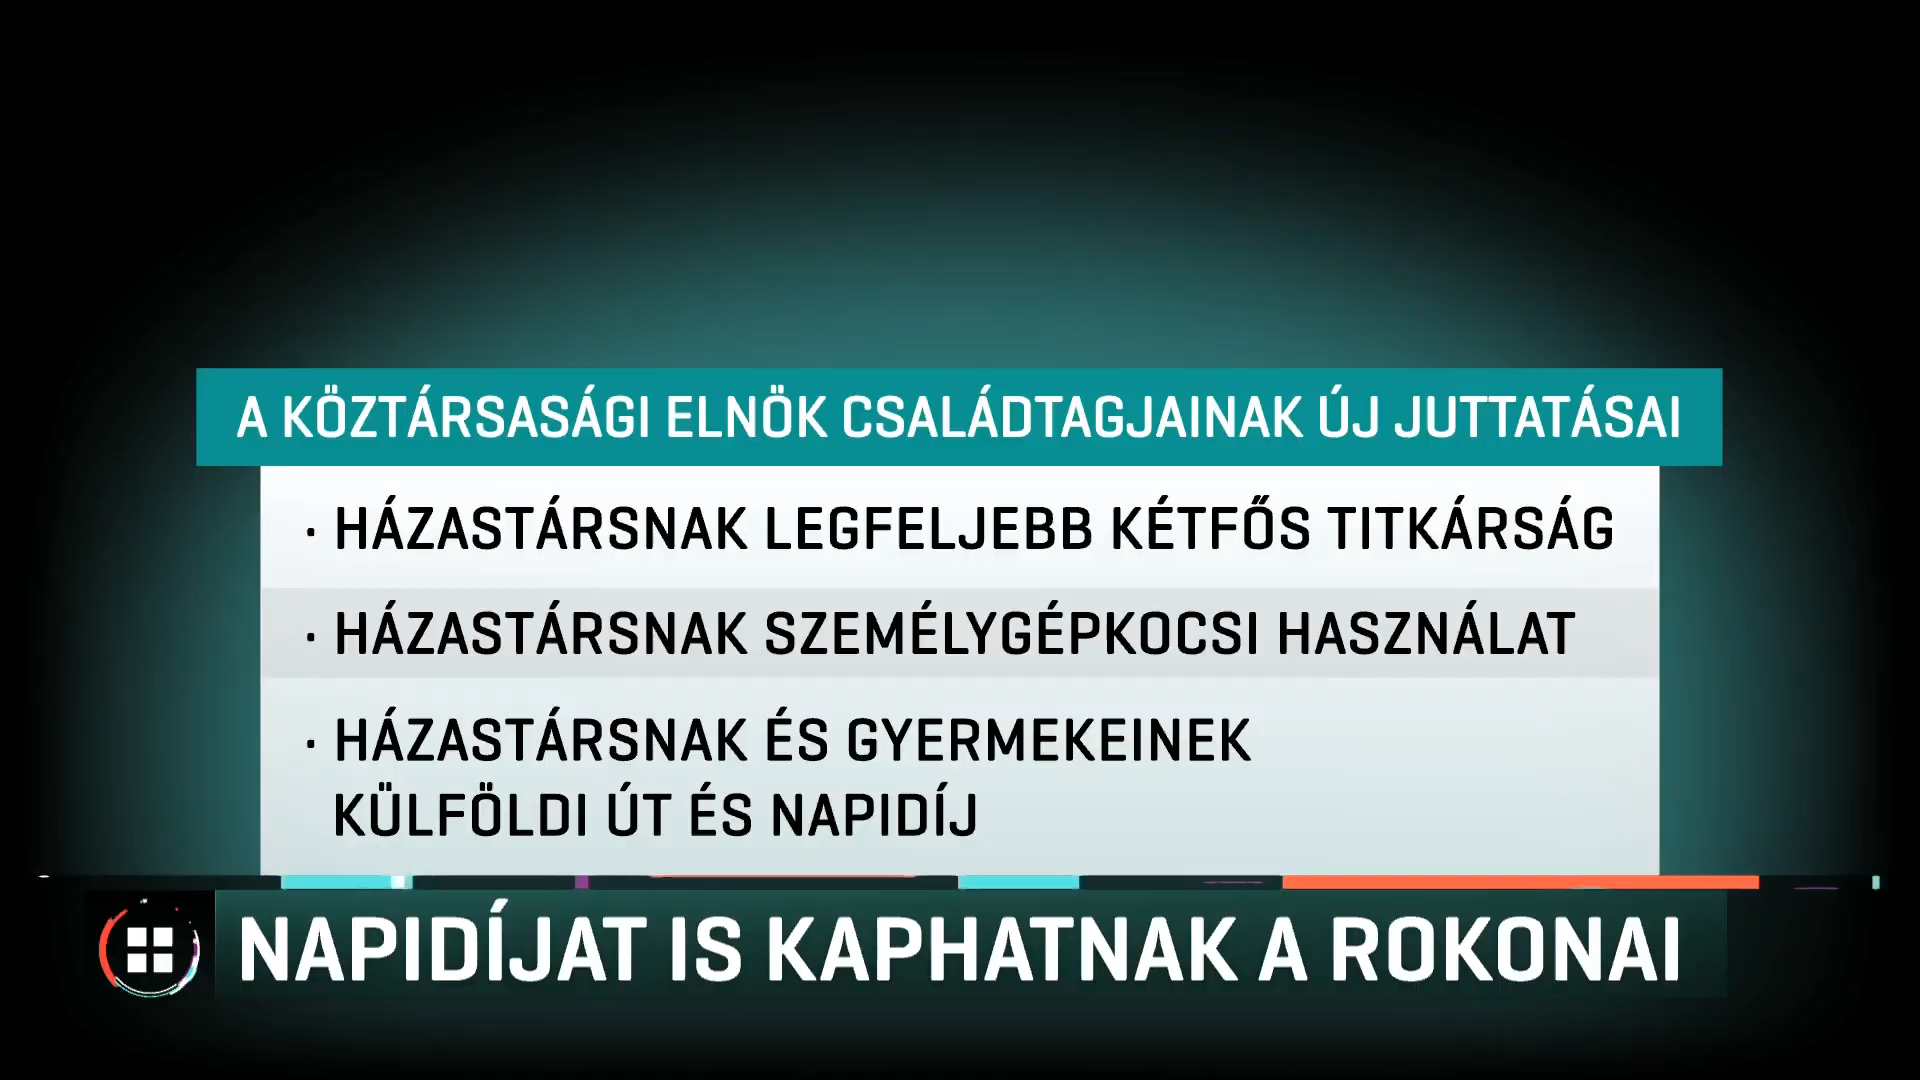 A KÖZTÁRSASÁGI ELNÖK CSALÁDTAGJAINAK ÚJ JUTTATÁSAI
· HÁZASTÁRSNAK LEGFELJEBB KÉTFŐS TITKÁRSÁG
· HÁZASTÁRSNAK SZEMÉLYGÉPKOCSI HASZNÁLAT
· HÁZASTÁRSNAK ÉS GYERMEKEINEK
KÜLFÖLDI ÚT ÉS NAPIDÍJ
NAPIDÍJAT IS KAPHATNAK A ROKONAI